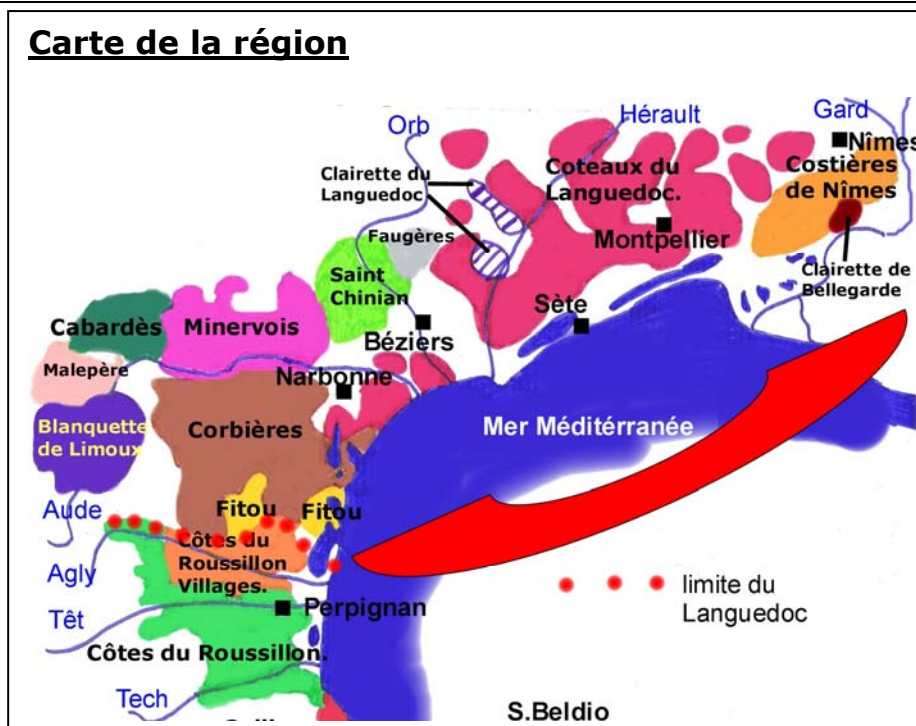 Carte de la région
Orb
Hérault
Gard
Nîmes
Clairette du
Languedoc
Coteaux du
Languedoc.
Costières
de Nîmes
Faugères
Montpellier
Saint
Chinian
Clairette de
Bellegarde
Sète
Cabardès
Minervois
Béziers
Malepère
Narbonne
Blanquette
de Limoux
Corbières
Mer Méditérranée
Fitou
Fitou
Aude
Côtes du
Roussillon
Villages.
Agly
limite du
Languedoc
Têt
Perpignan
Côtes du Roussillon.
Tech
S.Beldio